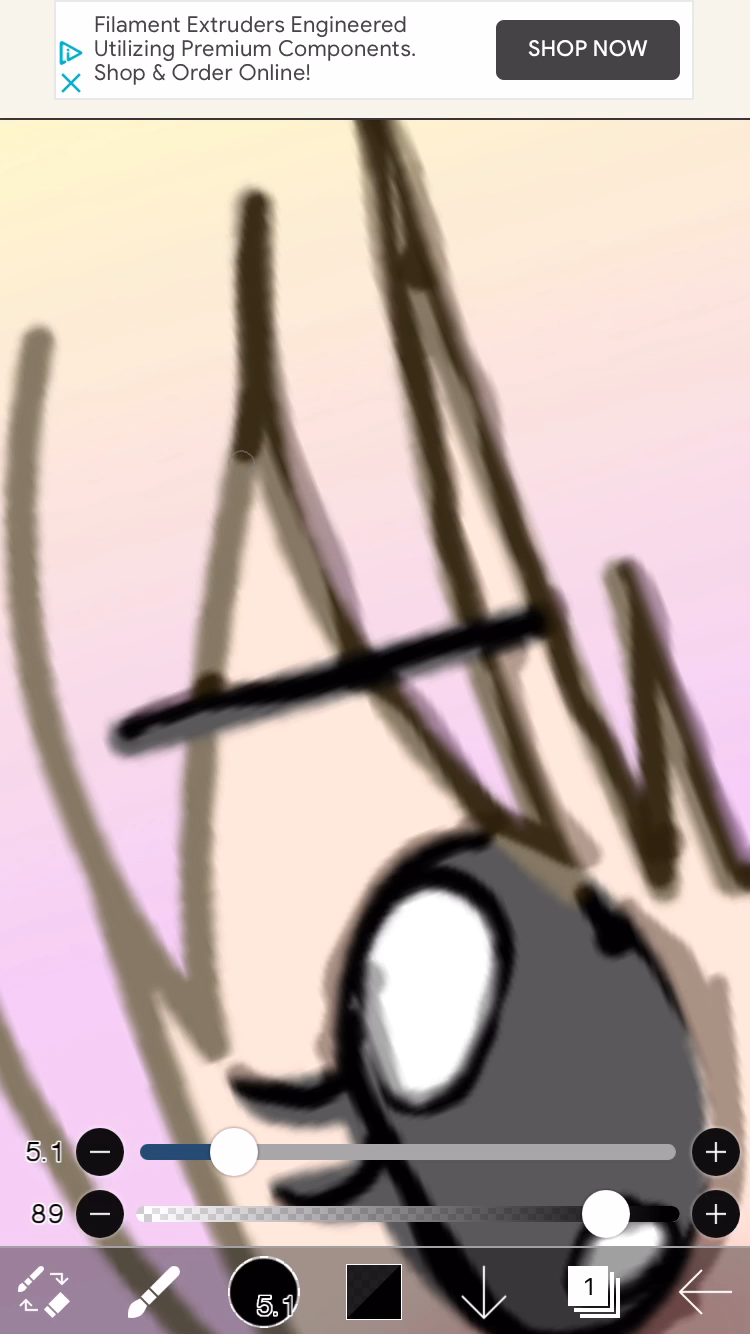 Filament Extruders Engineered
Utilizing Premium Components.
Shop & Order Online!
SHOP NOW
5.1
89
5.1
1